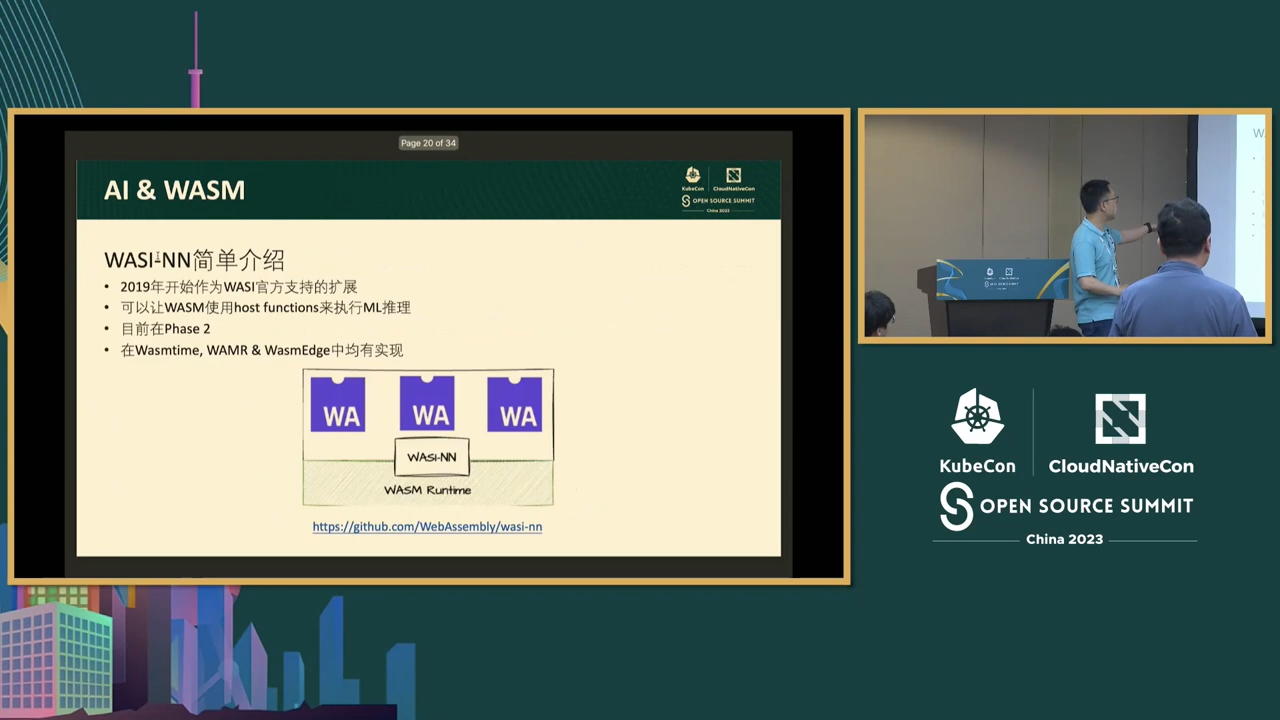 Page 20 of 34
AI & WASM
KubeCon
CloudNativeCon
OPEN SOURCE SUMMIT
China 2023
WASI-NN简单介绍
• 2019年开始作为WASI官方支持的扩展
• 可以让WASM使用host functions来执行ML推理
• 目前在Phase 2
• 在Wasmtime, WAMR & WasmEdge中均有实现
WA
WA
WA
WASI-NN
WASM Runtime
https://github.com/WebAssembly/wasi-nn
W
KubeCon
CloudNativeCon
OPEN SOURCE SUMMIT
China 2023